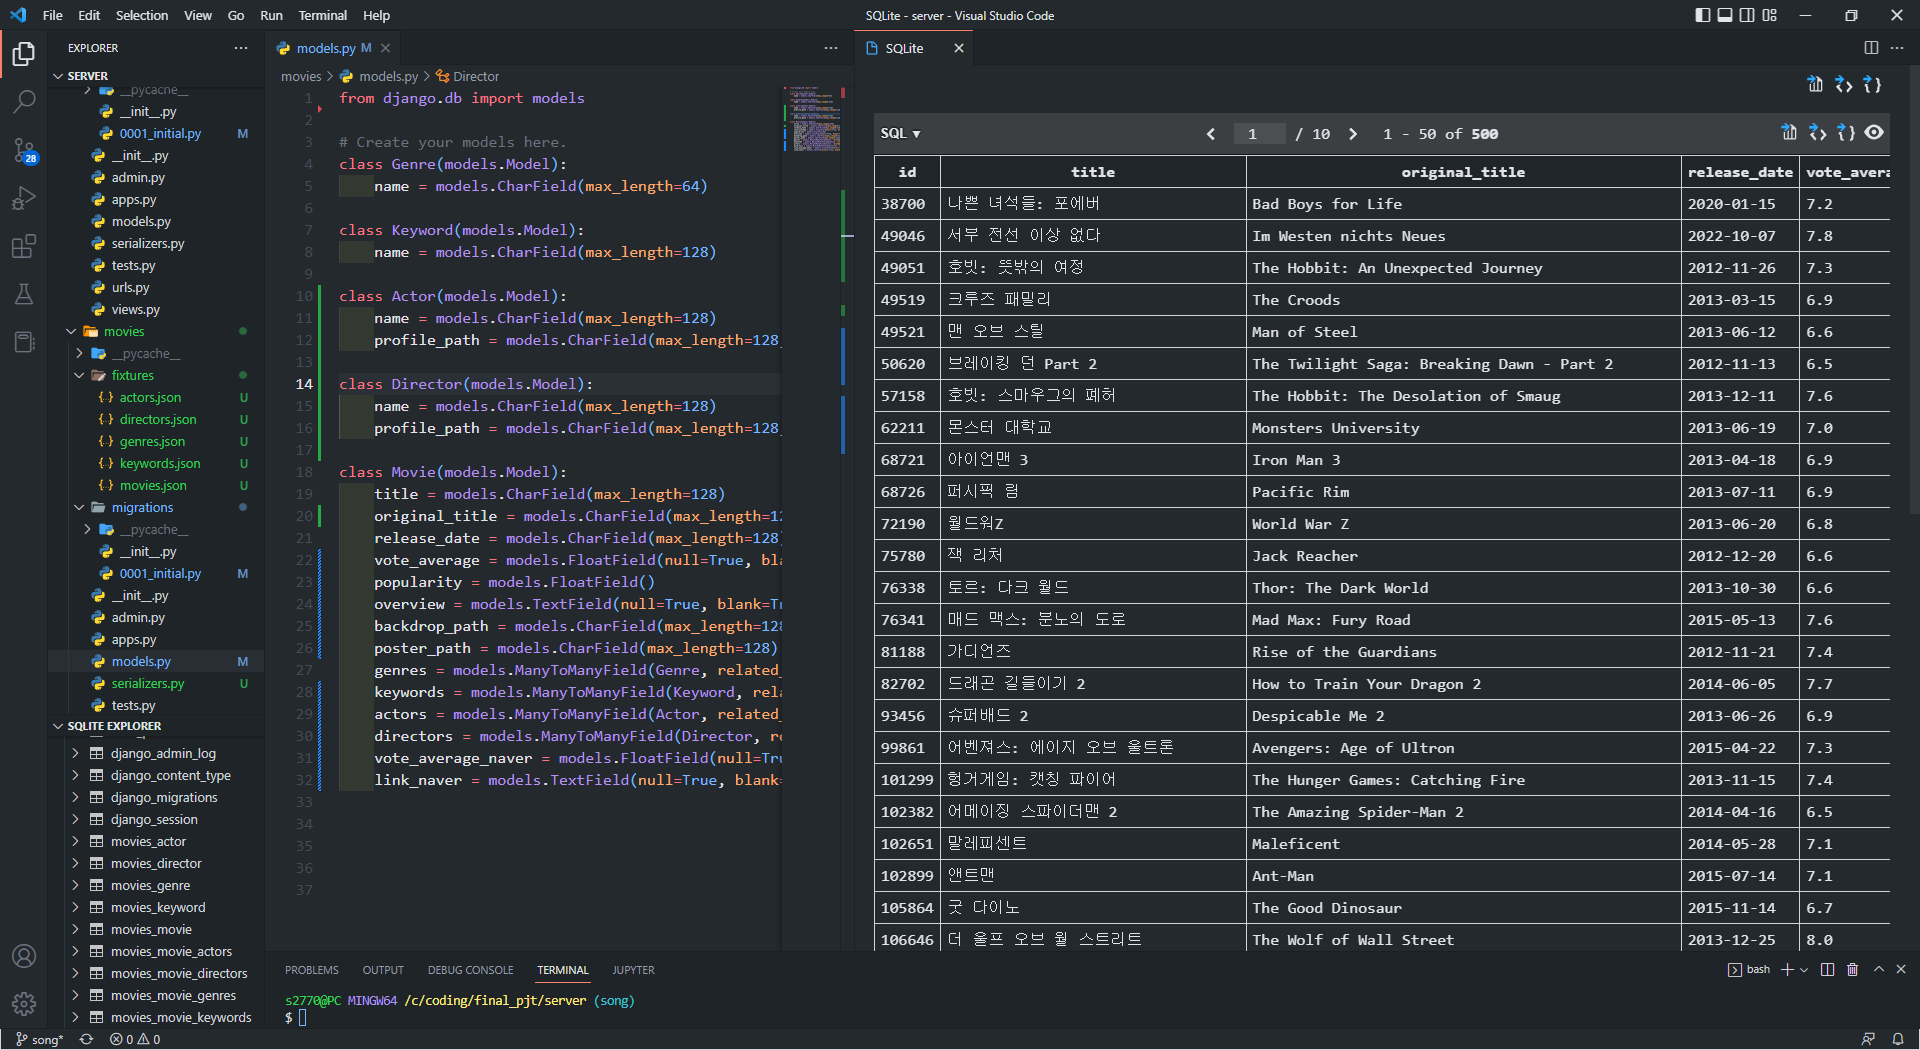 File Edit Selection View Go Run Terminal Help
SQLite - server - Visual Studio Code
EXPLORER
SERVER
__pycache__
__init__.py
0001_initial.py M
__init__.py
admin.py
apps.py
models.py
serializers.py
tests.py
urls.py
views.py
movies
__pycache__
fixtures
actors.json U
directors.json U
genres.json U
keywords.json U
movies.json U
migrations
__pycache__
__init__.py
0001_initial.py M
__init__.py
admin.py
apps.py
models.py M
serializers.py U
tests.py
SQLITE EXPLORER
django_admin_log
django_content_type
django_migrations
django_session
movies_actor
movies_director
movies_genre
movies_keyword
movies_movie
movies_movie_actors
movies_movie_directors
movies_movie_genres
movies_movie_keywords
28
models.py M
movies > models.py > Director
1 from django.db import models
2
3 # Create your models here.
4 class Genre(models.Model):
5 name = models.CharField(max_length=64)
6
7 class Keyword(models.Model):
8 name = models.CharField(max_length=128)
9
10 class Actor(models.Model):
11 name = models.CharField(max_length=128)
12 profile_path = models.CharField(max_length=128,
13
14 class Director(models.Model):
15 name = models.CharField(max_length=128)
16 profile_path = models.CharField(max_length=128,
17
18 class Movie(models.Model):
19 title = models.CharField(max_length=128)
20 original_title = models.CharField(max_length=12
21 release_date = models.CharField(max_length=128)
22 vote_average = models.FloatField(null=True, bla
23 popularity = models.FloatField()
24 overview = models.TextField(null=True, blank=Tr
25 backdrop_path = models.CharField(max_length=128
26 poster_path = models.CharField(max_length=128)
27 genres = models.ManyToManyField(Genre, related_
28 keywords = models.ManyToManyField(Keyword, rela
29 actors = models.ManyToManyField(Actor, related_
30 directors = models.ManyToManyField(Director, re
31 vote_average_naver = models.FloatField(null=Tru
32 link_naver = models.TextField(null=True, blank=
33
34
35
36
37
SQLite
SQL ▾ < 1 / 10 > 1 - 50 of 500
id title original_title release_date vote_avera
38700 나쁜 녀석들: 포에버 Bad Boys for Life 2020-01-15 7.2
49046 서부 전선 이상 없다 Im Westen nichts Neues 2022-10-07 7.8
49051 호빗: 뜻밖의 여정 The Hobbit: An Unexpected Journey 2012-11-26 7.3
49519 크루즈 패밀리 The Croods 2013-03-15 6.9
49521 맨 오브 스틸 Man of Steel 2013-06-12 6.6
50620 브레이킹 던 Part 2 The Twilight Saga: Breaking Dawn - Part 2 2012-11-13 6.5
57158 호빗: 스마우그의 폐허 The Hobbit: The Desolation of Smaug 2013-12-11 7.6
62211 몬스터 대학교 Monsters University 2013-06-19 7.0
68721 아이언맨 3 Iron Man 3 2013-04-18 6.9
68726 퍼시픽 림 Pacific Rim 2013-07-11 6.9
72190 월드워Z World War Z 2013-06-20 6.8
75780 잭 리처 Jack Reacher 2012-12-20 6.6
76338 토르: 다크 월드 Thor: The Dark World 2013-10-30 6.6
76341 매드 맥스: 분노의 도로 Mad Max: Fury Road 2015-05-13 7.6
81188 가디언즈 Rise of the Guardians 2012-11-21 7.4
82702 드래곤 길들이기 2 How to Train Your Dragon 2 2014-06-05 7.7
93456 슈퍼배드 2 Despicable Me 2 2013-06-26 6.9
99861 어벤져스: 에이지 오브 울트론 Avengers: Age of Ultron 2015-04-22 7.3
101299 헝거게임: 캣칭 파이어 The Hunger Games: Catching Fire 2013-11-15 7.4
102382 어메이징 스파이더맨 2 The Amazing Spider-Man 2 2014-04-16 6.5
102651 말레피센트 Maleficent 2014-05-28 7.1
102899 앤트맨 Ant-Man 2015-07-14 7.1
105864 굿 다이노 The Good Dinosaur 2015-11-14 6.7
106646 더 울프 오브 월 스트리트 The Wolf of Wall Street 2013-12-25 8.0
PROBLEMS OUTPUT DEBUG CONSOLE TERMINAL JUPYTER
bash
s2770@PC MINGW64 /c/coding/final_pjt/server (song)
$
song* 0 0